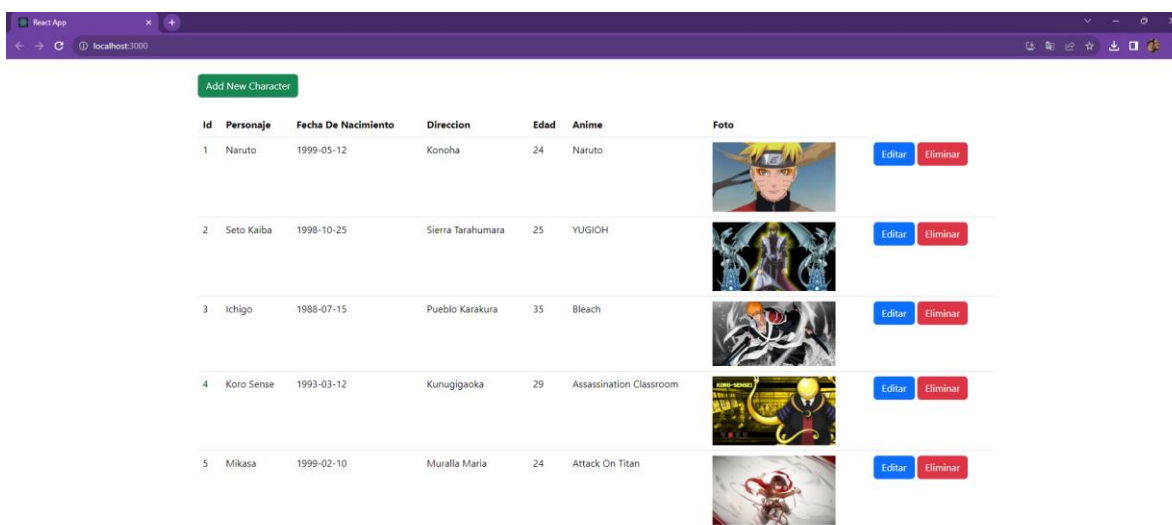 React App
localhost:3000
Add New Character
Id Personaje Fecha De Nacimiento Direccion Edad Anime Foto
1 Naruto 1999-05-12 Konoha 24 Naruto Editar Eliminar
2 Seto Kaiba 1998-10-25 Sierra Tarahumara 25 YUGIOH Editar Eliminar
3 Ichigo 1988-07-15 Pueblo Karakura 35 Bleach Editar Eliminar
4 Koro Sense 1993-03-12 Kunugigaoka 29 Assassination Classroom KORO-SENSEI Editar Eliminar
5 Mikasa 1999-02-10 Muralla Maria 24 Attack On Titan Editar Eliminar